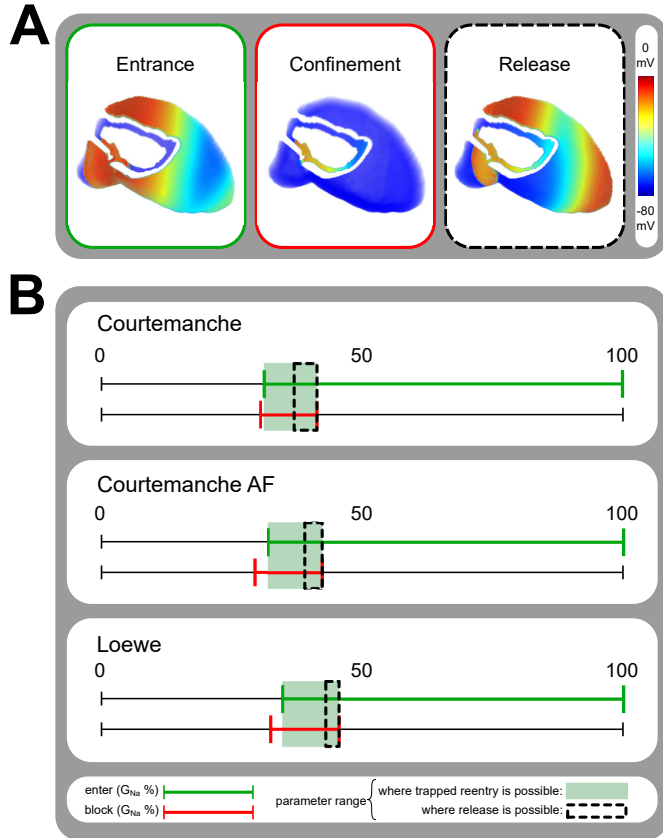 A
Entrance
Confinement
Release
0
mV
-80
mV
B
Courtemanche
0 50 100
Courtemanche AF
0 50 100
Loewe
0 50 100
enter (GNa %)
block (GNa %)
parameter range
where trapped reentry is possible:
where release is possible: